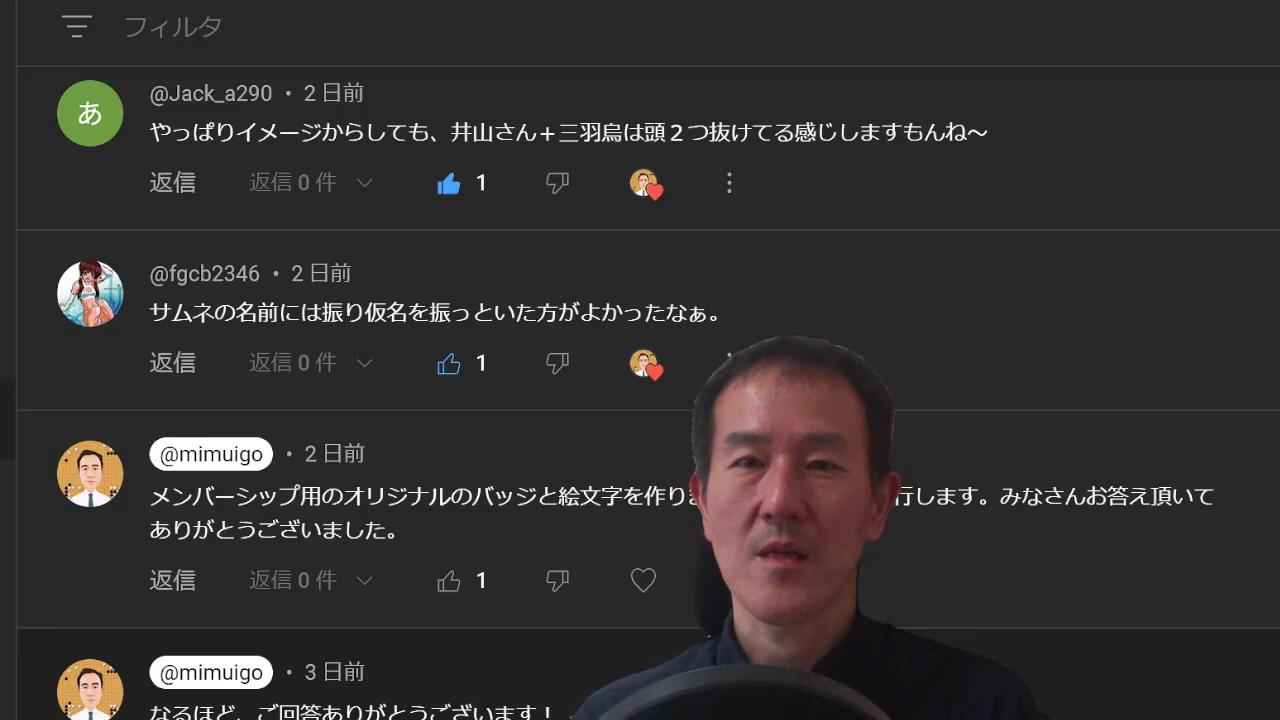 フィルタ
あ
@Jack_a290 • 2 日前
やっぱりイメージからしても、井山さん＋三羽烏は頭２つ抜けてる感じしますもんね～
返信 返信 0 件 1
@fgcb2346 • 2 日前
サムネの名前には振り仮名を振っといた方がよかったなぁ。
返信 返信 0 件 1
@mimuigo • 2 日前
メンバーシップ用のオリジナルのバッジと絵文字を作り 行します。みなさんお答え頂いて
ありがとうございました。
返信 返信 0 件 1
@mimuigo • 3 日前
なるほど、ご回答ありがとうございます！